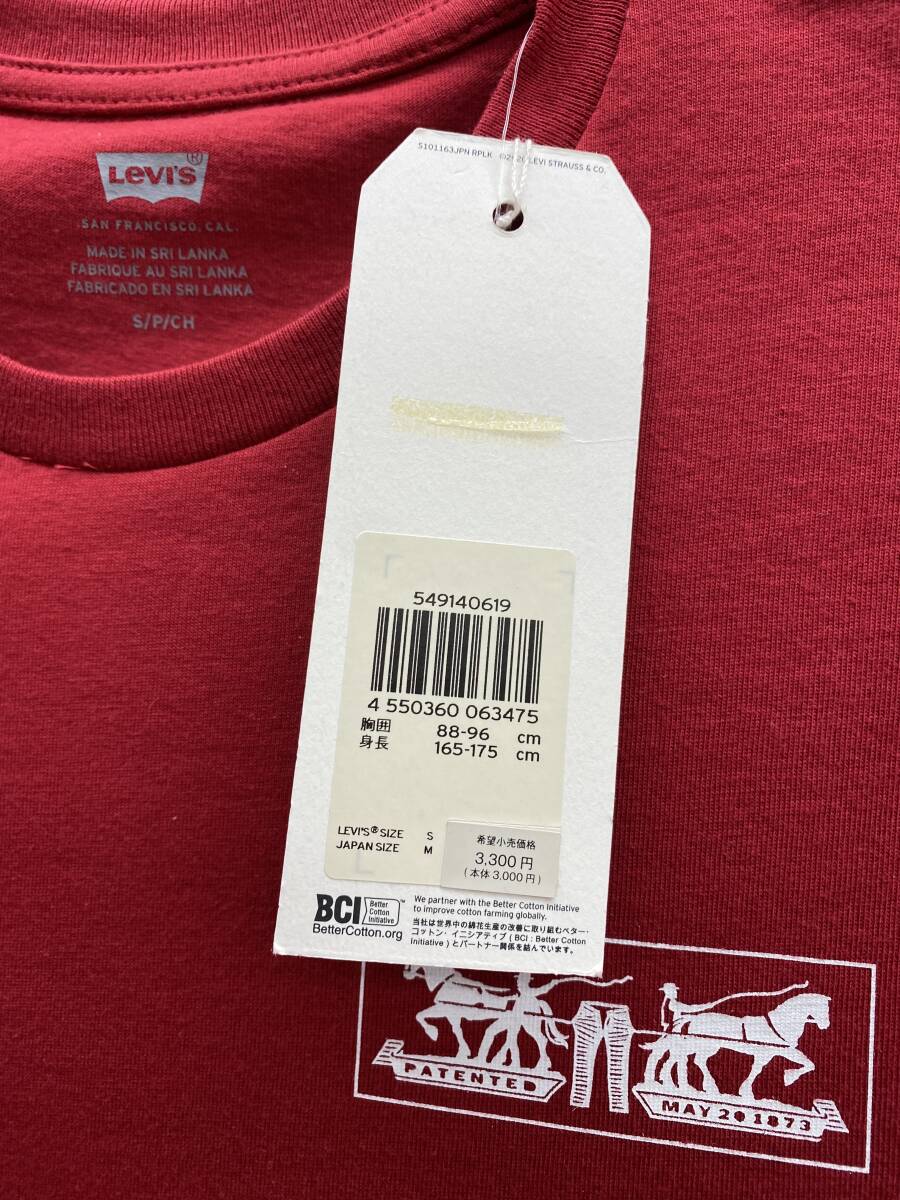 LEVI'S®
SAN FRANCISCO, CAL.
MADE IN SRI LANKA
FABRIQUE AU SRI LANKA
FABRICADO EN SRI LANKA
S/P/CH
S101163JPN RPLK ©2020 LEVI STRAUSS & CO.
549140619
4 550360 063475
胸囲 88-96 cm
身長 165-175 cm
LEVI'S® SIZE S
JAPAN SIZE M
希望小売価格
3,300円
(本体3,000円)
BCI Better Cotton Initiative™
BetterCotton.org
We partner with the Better Cotton Initiative
to improve cotton farming globally.
当社は世界中の綿花生産の改善に取り組むベター・
コットン・イニシアティブ (BCI : Better Cotton
Initiative) とパートナー関係を結んでいます。
PATENTED
MAY 20 1873